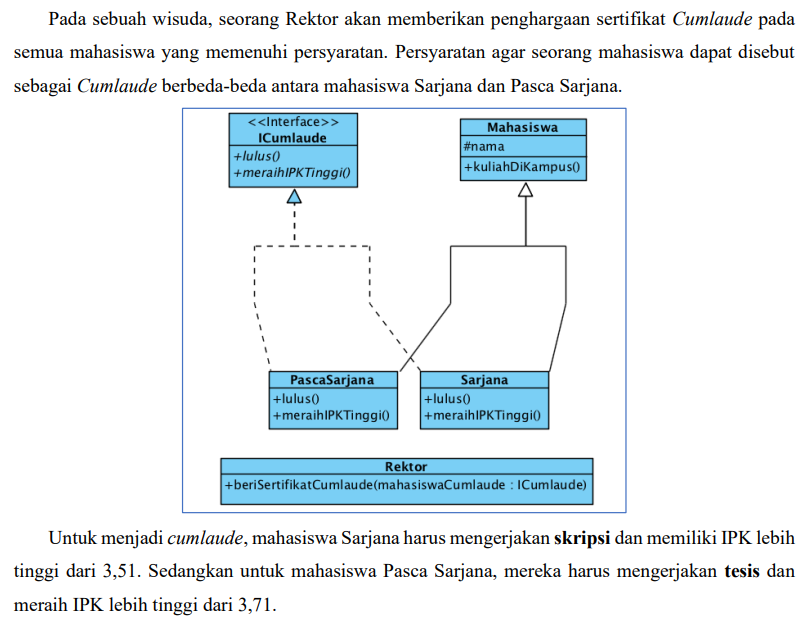 Pada sebuah wisuda, seorang Rektor akan memberikan penghargaan sertifikat Cumlaude pada
semua mahasiswa yang memenuhi persyaratan. Persyaratan agar seorang mahasiswa dapat disebut
sebagai Cumlaude berbeda-beda antara mahasiswa Sarjana dan Pasca Sarjana.
<<Interface>>
ICumlaude
+lulus()
+meraihIPKTinggi()
Mahasiswa
#nama
+kuliahDiKampus()
PascaSarjana
+lulus()
+meraihIPKTinggi()
Sarjana
+lulus()
+meraihIPKTinggi()
Rektor
+beriSertifikatCumlaude(mahasiswaCumlaude : ICumlaude)
Untuk menjadi cumlaude, mahasiswa Sarjana harus mengerjakan skripsi dan memiliki IPK lebih
tinggi dari 3,51. Sedangkan untuk mahasiswa Pasca Sarjana, mereka harus mengerjakan tesis dan
meraih IPK lebih tinggi dari 3,71.